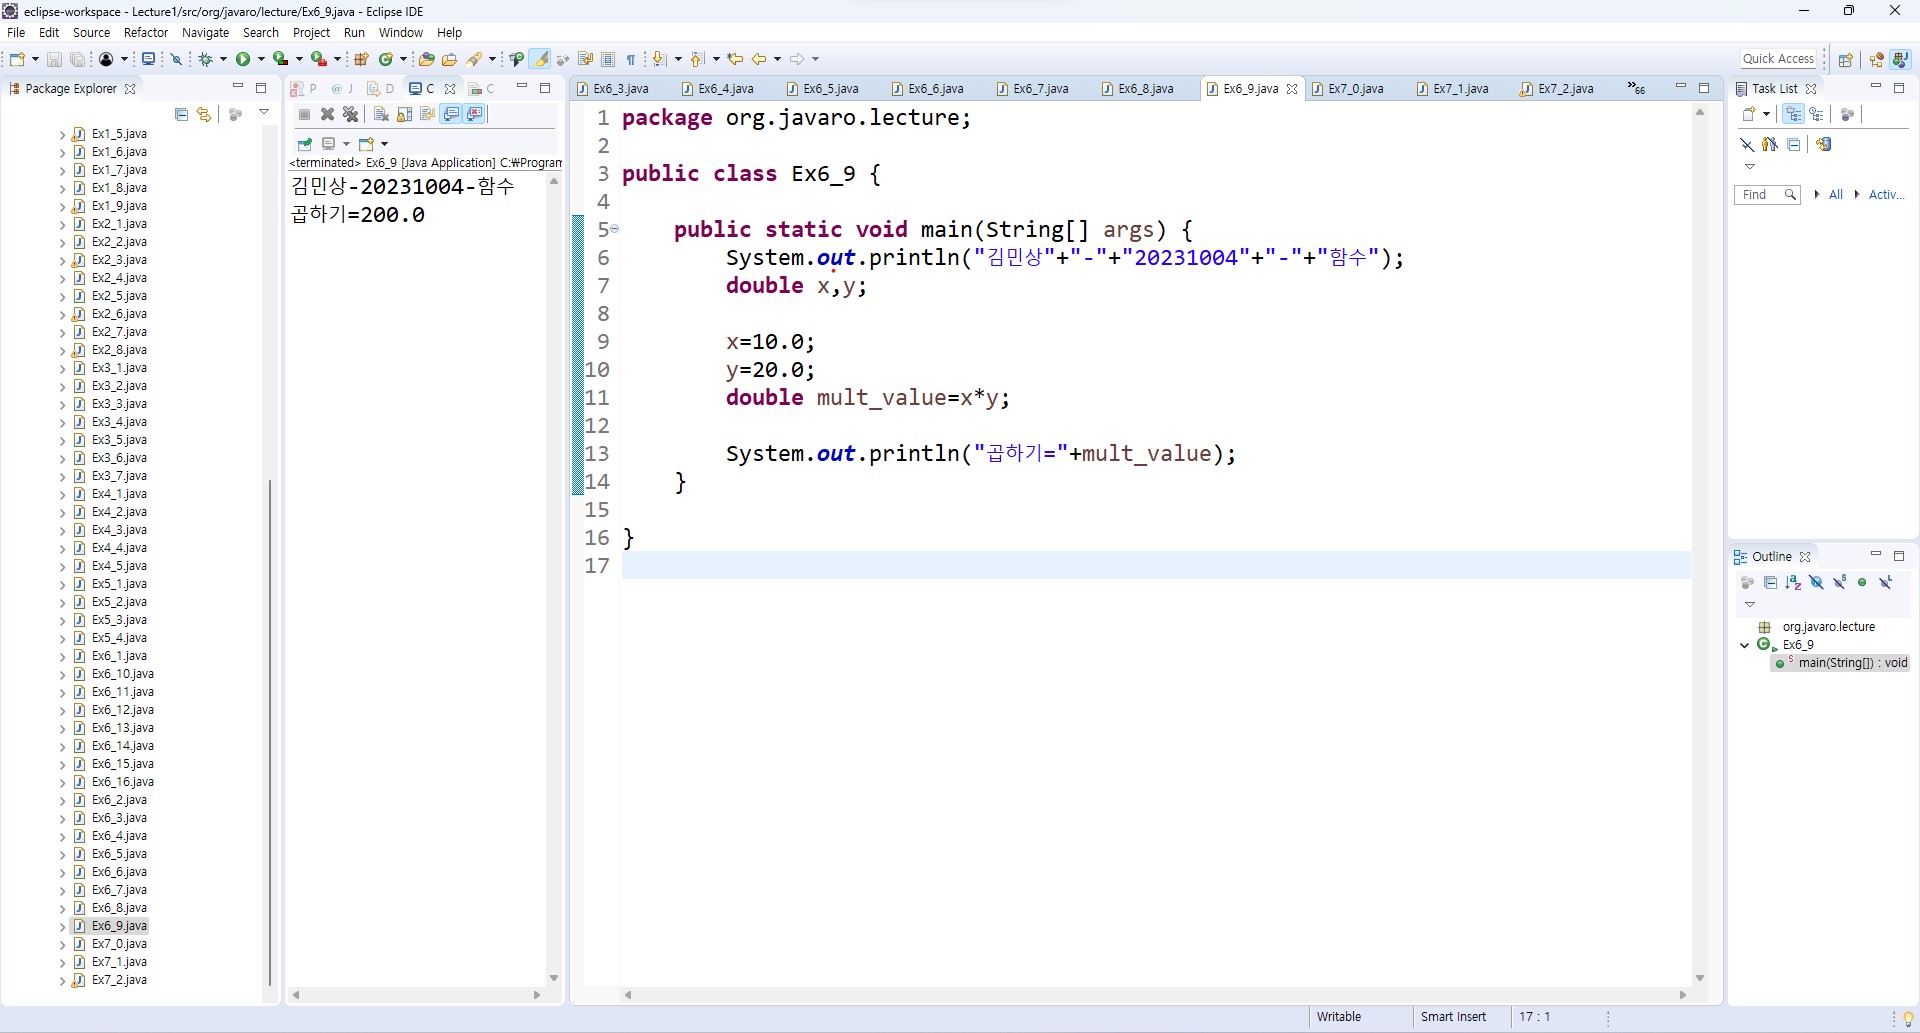 eclipse-workspace - Lecture1/src/org/javaro/lecture/Ex6_9.java - Eclipse IDE
File Edit Source Refactor Navigate Search Project Run Window Help
Quick Access
Package Explorer
Ex1_5.java
Ex1_6.java
Ex1_7.java
Ex1_8.java
Ex1_9.java
Ex2_1.java
Ex2_2.java
Ex2_3.java
Ex2_4.java
Ex2_5.java
Ex2_6.java
Ex2_7.java
Ex2_8.java
Ex3_1.java
Ex3_2.java
Ex3_3.java
Ex3_4.java
Ex3_5.java
Ex3_6.java
Ex3_7.java
Ex4_1.java
Ex4_2.java
Ex4_3.java
Ex4_4.java
Ex4_5.java
Ex5_1.java
Ex5_2.java
Ex5_3.java
Ex5_4.java
Ex6_1.java
Ex6_10.java
Ex6_11.java
Ex6_12.java
Ex6_13.java
Ex6_14.java
Ex6_15.java
Ex6_16.java
Ex6_2.java
Ex6_3.java
Ex6_4.java
Ex6_5.java
Ex6_6.java
Ex6_7.java
Ex6_8.java
Ex6_9.java
Ex7_0.java
Ex7_1.java
Ex7_2.java
P @ J D C C
<terminated> Ex6_9 [Java Application] C:₩Program
김민상-20231004-함수
곱하기=200.0
Ex6_3.java Ex6_4.java Ex6_5.java Ex6_6.java Ex6_7.java Ex6_8.java Ex6_9.java Ex7_0.java Ex7_1.java Ex7_2.java »66
1 package org.javaro.lecture;
2
3 public class Ex6_9 {
4
5 public static void main(String[] args) {
6 System.out.println("김민상"+"-"+"20231004"+"-"+"함수");
7 double x,y;
8
9 x=10.0;
10 y=20.0;
11 double mult_value=x*y;
12
13 System.out.println("곱하기="+mult_value);
14 }
15
16 }
17
Task List
Find All Activ...
Outline
org.javaro.lecture
Ex6_9
main(String[]) : void
Writable Smart Insert 17 : 1